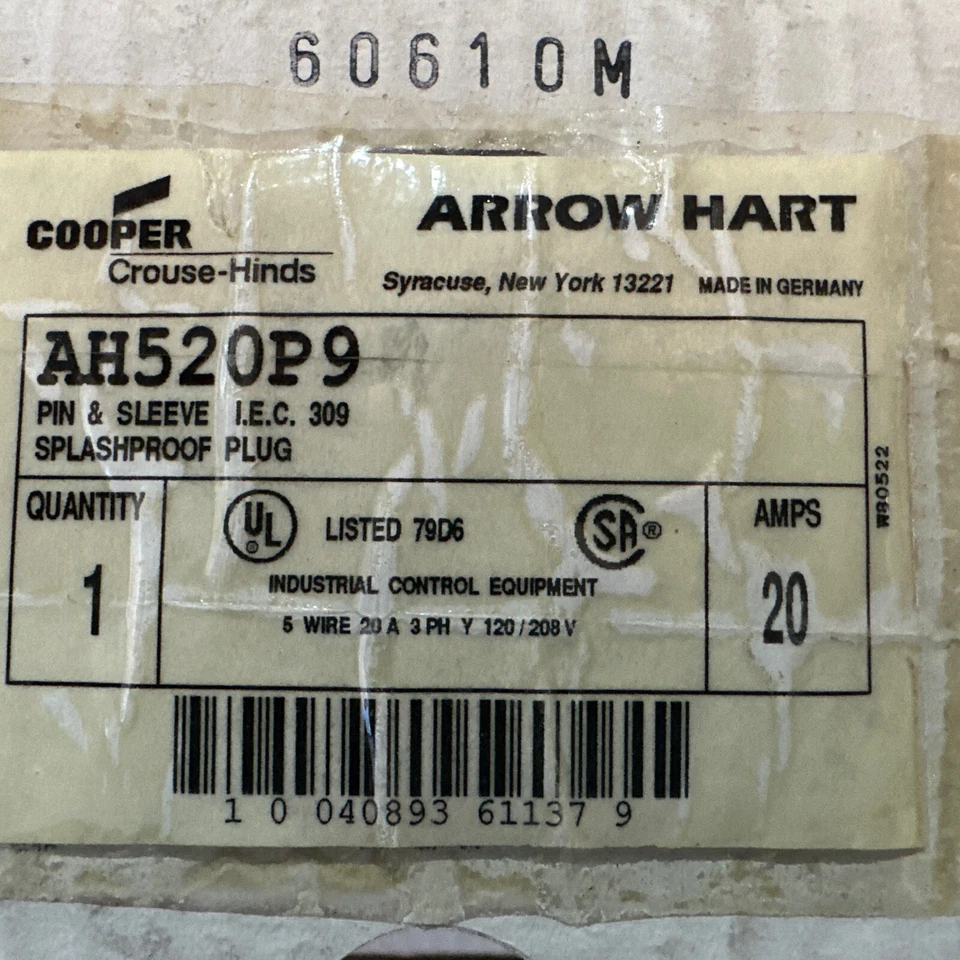 60610M
COOPER
Crouse-Hinds
ARROW HART
Syracuse, New York 13221 MADE IN GERMANY
AH520P9
PIN & SLEEVE I.E.C. 309
SPLASHPROOF PLUG
W80522
QUANTITY
1
UL
LISTED 79D6
SA®
INDUSTRIAL CONTROL EQUIPMENT
5 WIRE 20 A 3 PH Y 120/208 V
AMPS
20
1 0 040893 61137 9